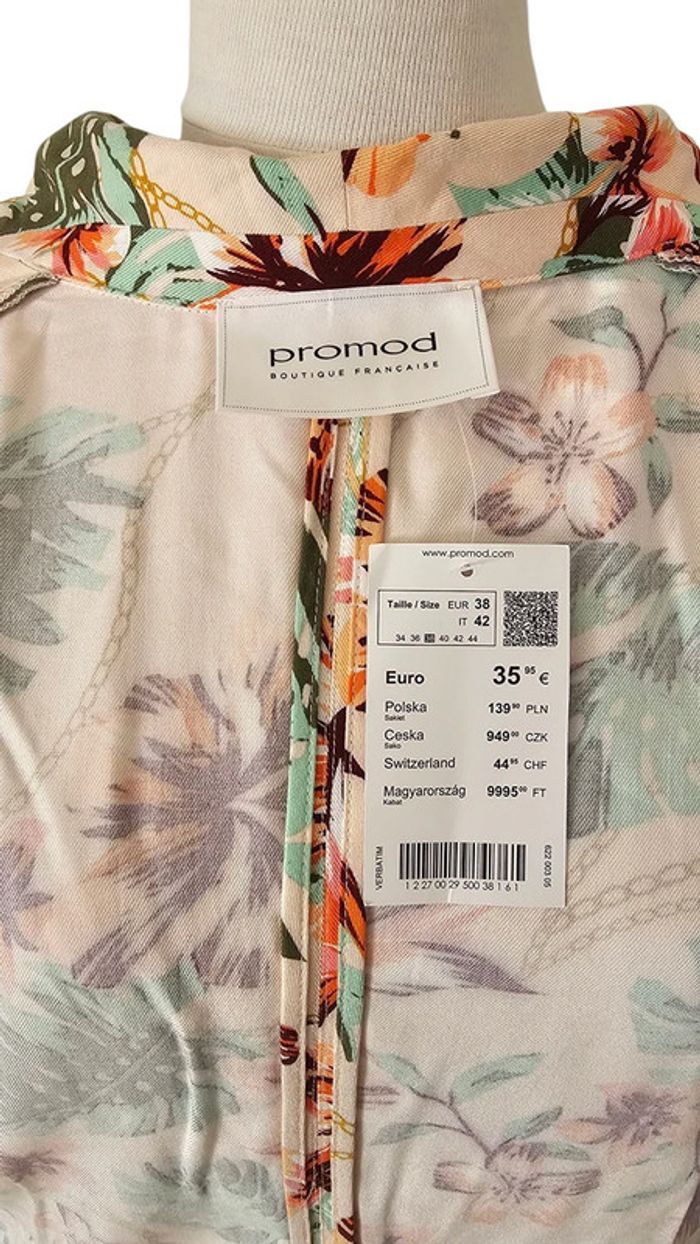 promod
BOUTIQUE FRANÇAISE
www.promod.com
Taille / Size EUR 38
IT 42
34 36 38 40 42 44
Euro 35 95 €
Polska 139 90 PLN
Sakiet
Ceska 949 00 CZK
Sako
Switzerland 44 95 CHF
Magyarország 9995 00 FT
Kabat
VERBATIM
622 003 05
1 2 27 00 29 500 38 1 6 1